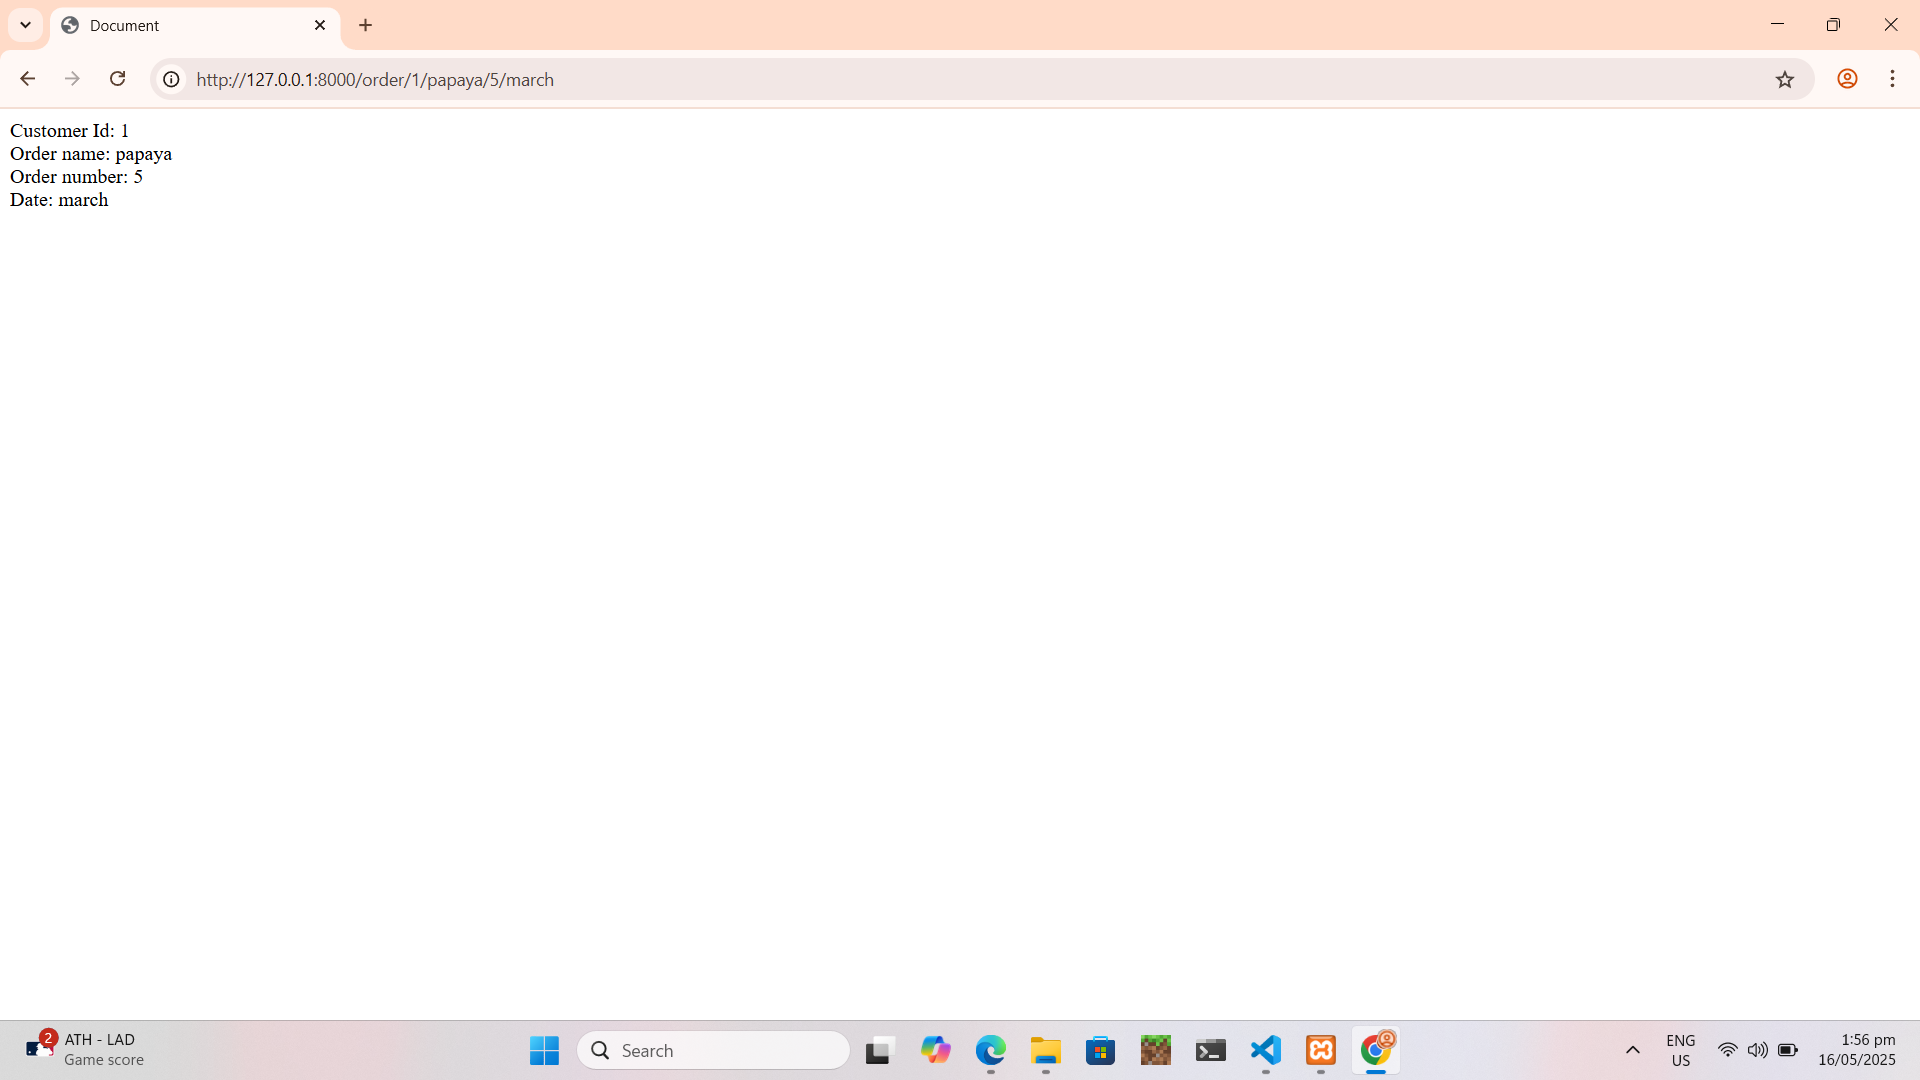 Document
http://127.0.0.1:8000/order/1/papaya/5/march
Customer Id: 1
Order name: papaya
Order number: 5
Date: march
2
ATH - LAD
Game score
Search
ENG
US
1:56 pm
16/05/2025